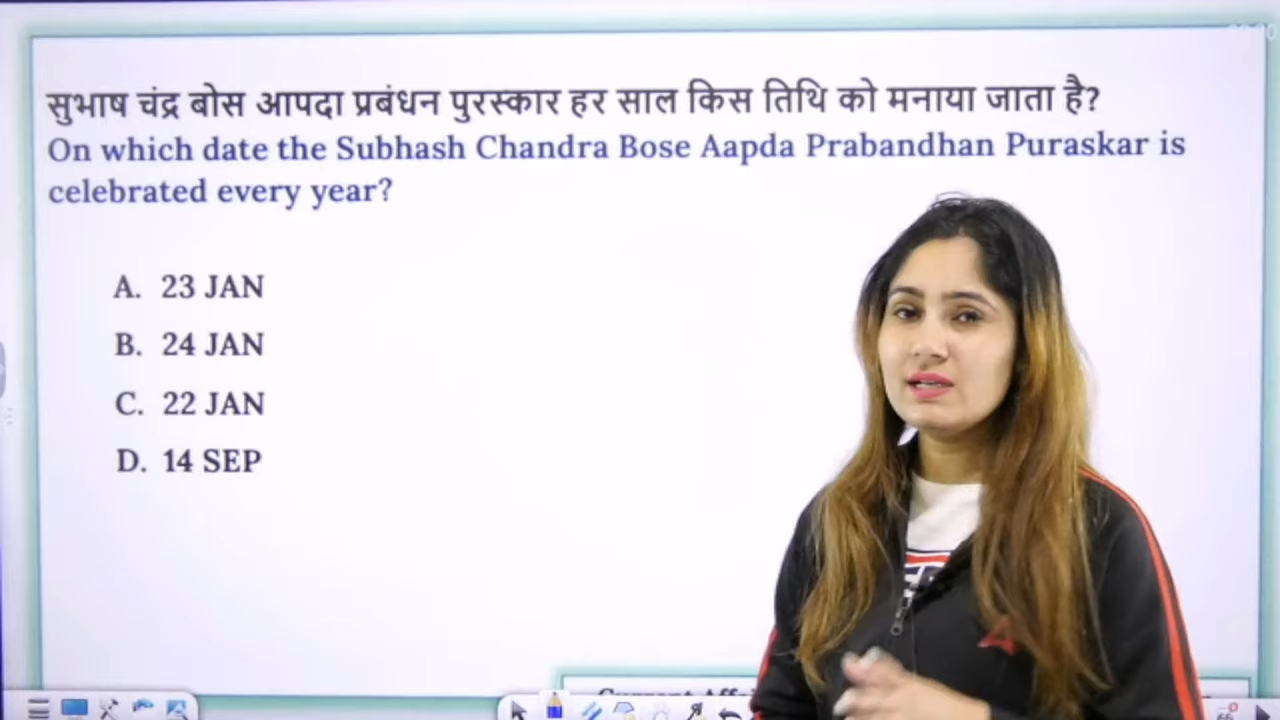 सुभाष चंद्र बोस आपदा प्रबंधन पुरस्कार हर साल किस तिथि को मनाया जाता है?
On which date the Subhash Chandra Bose Aapda Prabandhan Puraskar is
celebrated every year?
A. 23 JAN
B. 24 JAN
C. 22 JAN
D. 14 SEP